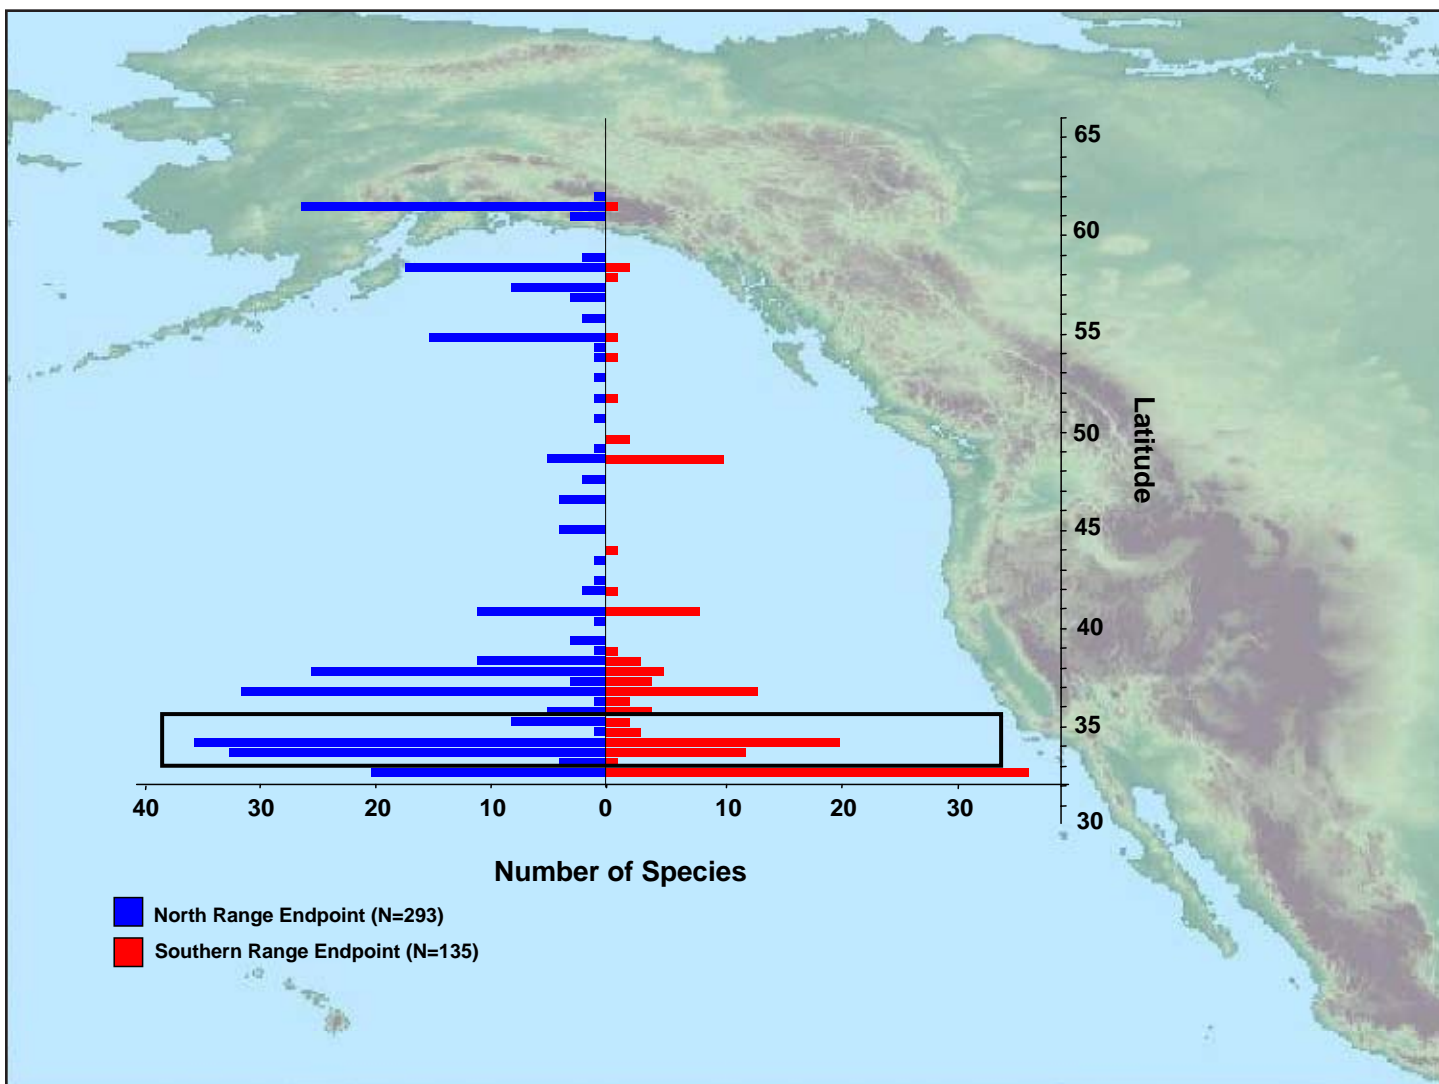 65
60
55
50
45
40
35
30
Latitude
40 30 20 10 0 10 20 30
Number of Species
North Range Endpoint (N=293)
Southern Range Endpoint (N=135)